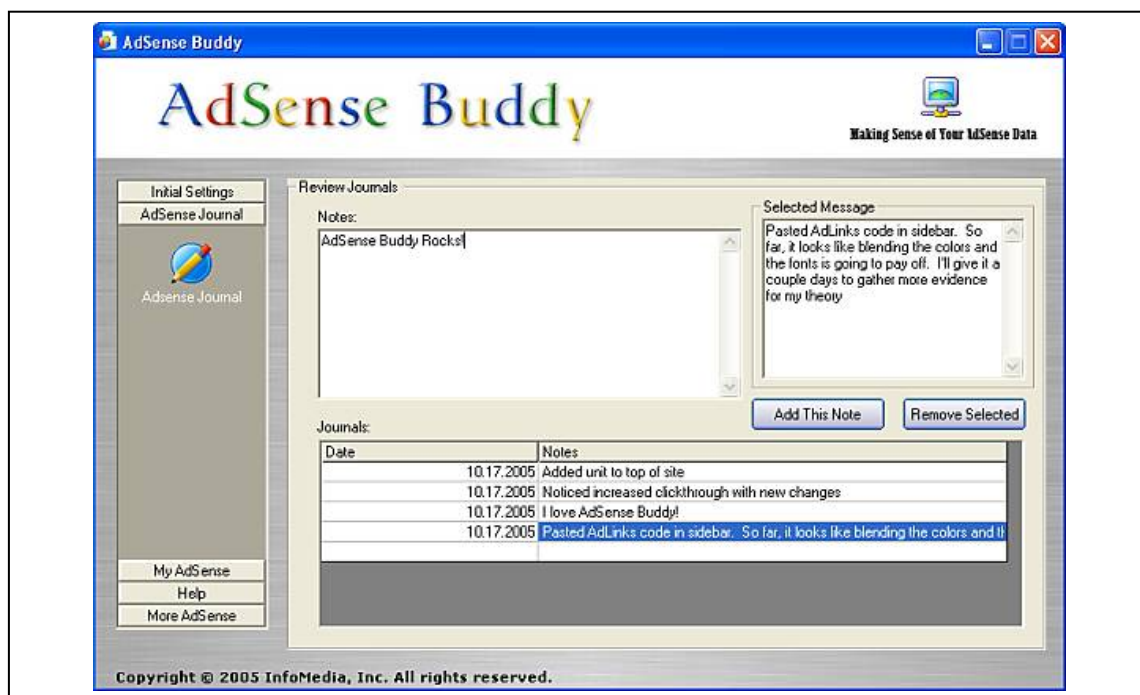 AdSense Buddy
AdSense Buddy
Making Sense of Your AdSense Data
Initial Settings
AdSense Journal
Adsense Journal
My AdSense
Help
More AdSense
Review Journals
Notes:
AdSense Buddy Rocks!
Selected Message
Pasted AdLinks code in sidebar. So
far, it looks like blending the colors and
the fonts is going to pay off. I'll give it a
couple days to gather more evidence
for my theory
Add This Note
Remove Selected
Journals:
Date Notes
10.17.2005 Added unit to top of site
10.17.2005 Noticed increased clickthrough with new changes
10.17.2005 I love AdSense Buddy!
10.17.2005 Pasted AdLinks code in sidebar. So far, it looks like blending the colors and th
Copyright © 2005 InfoMedia, Inc. All rights reserved.